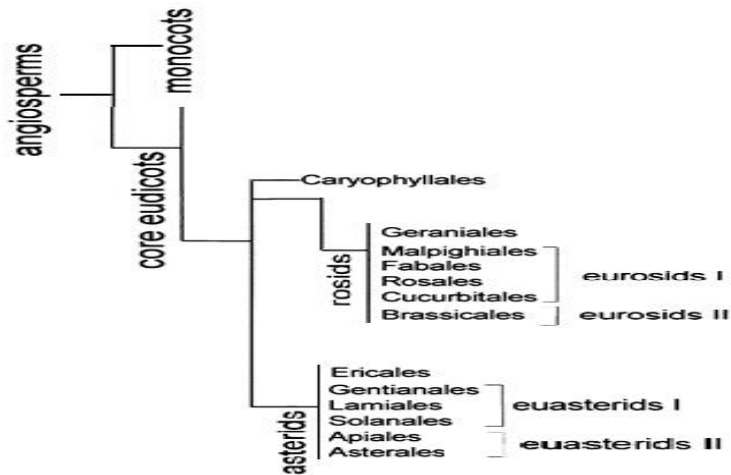 angiosperms
monocots
core eudicots
Caryophyllales
rosids
Geraniales
Malpighiales
Fabales
Rosales
Cucurbitales
eurosids I
Brassicales
eurosids II
asterids
Ericales
Gentianales
Lamiales
Solanales
euasterids I
Apiales
Asterales
euasterids II